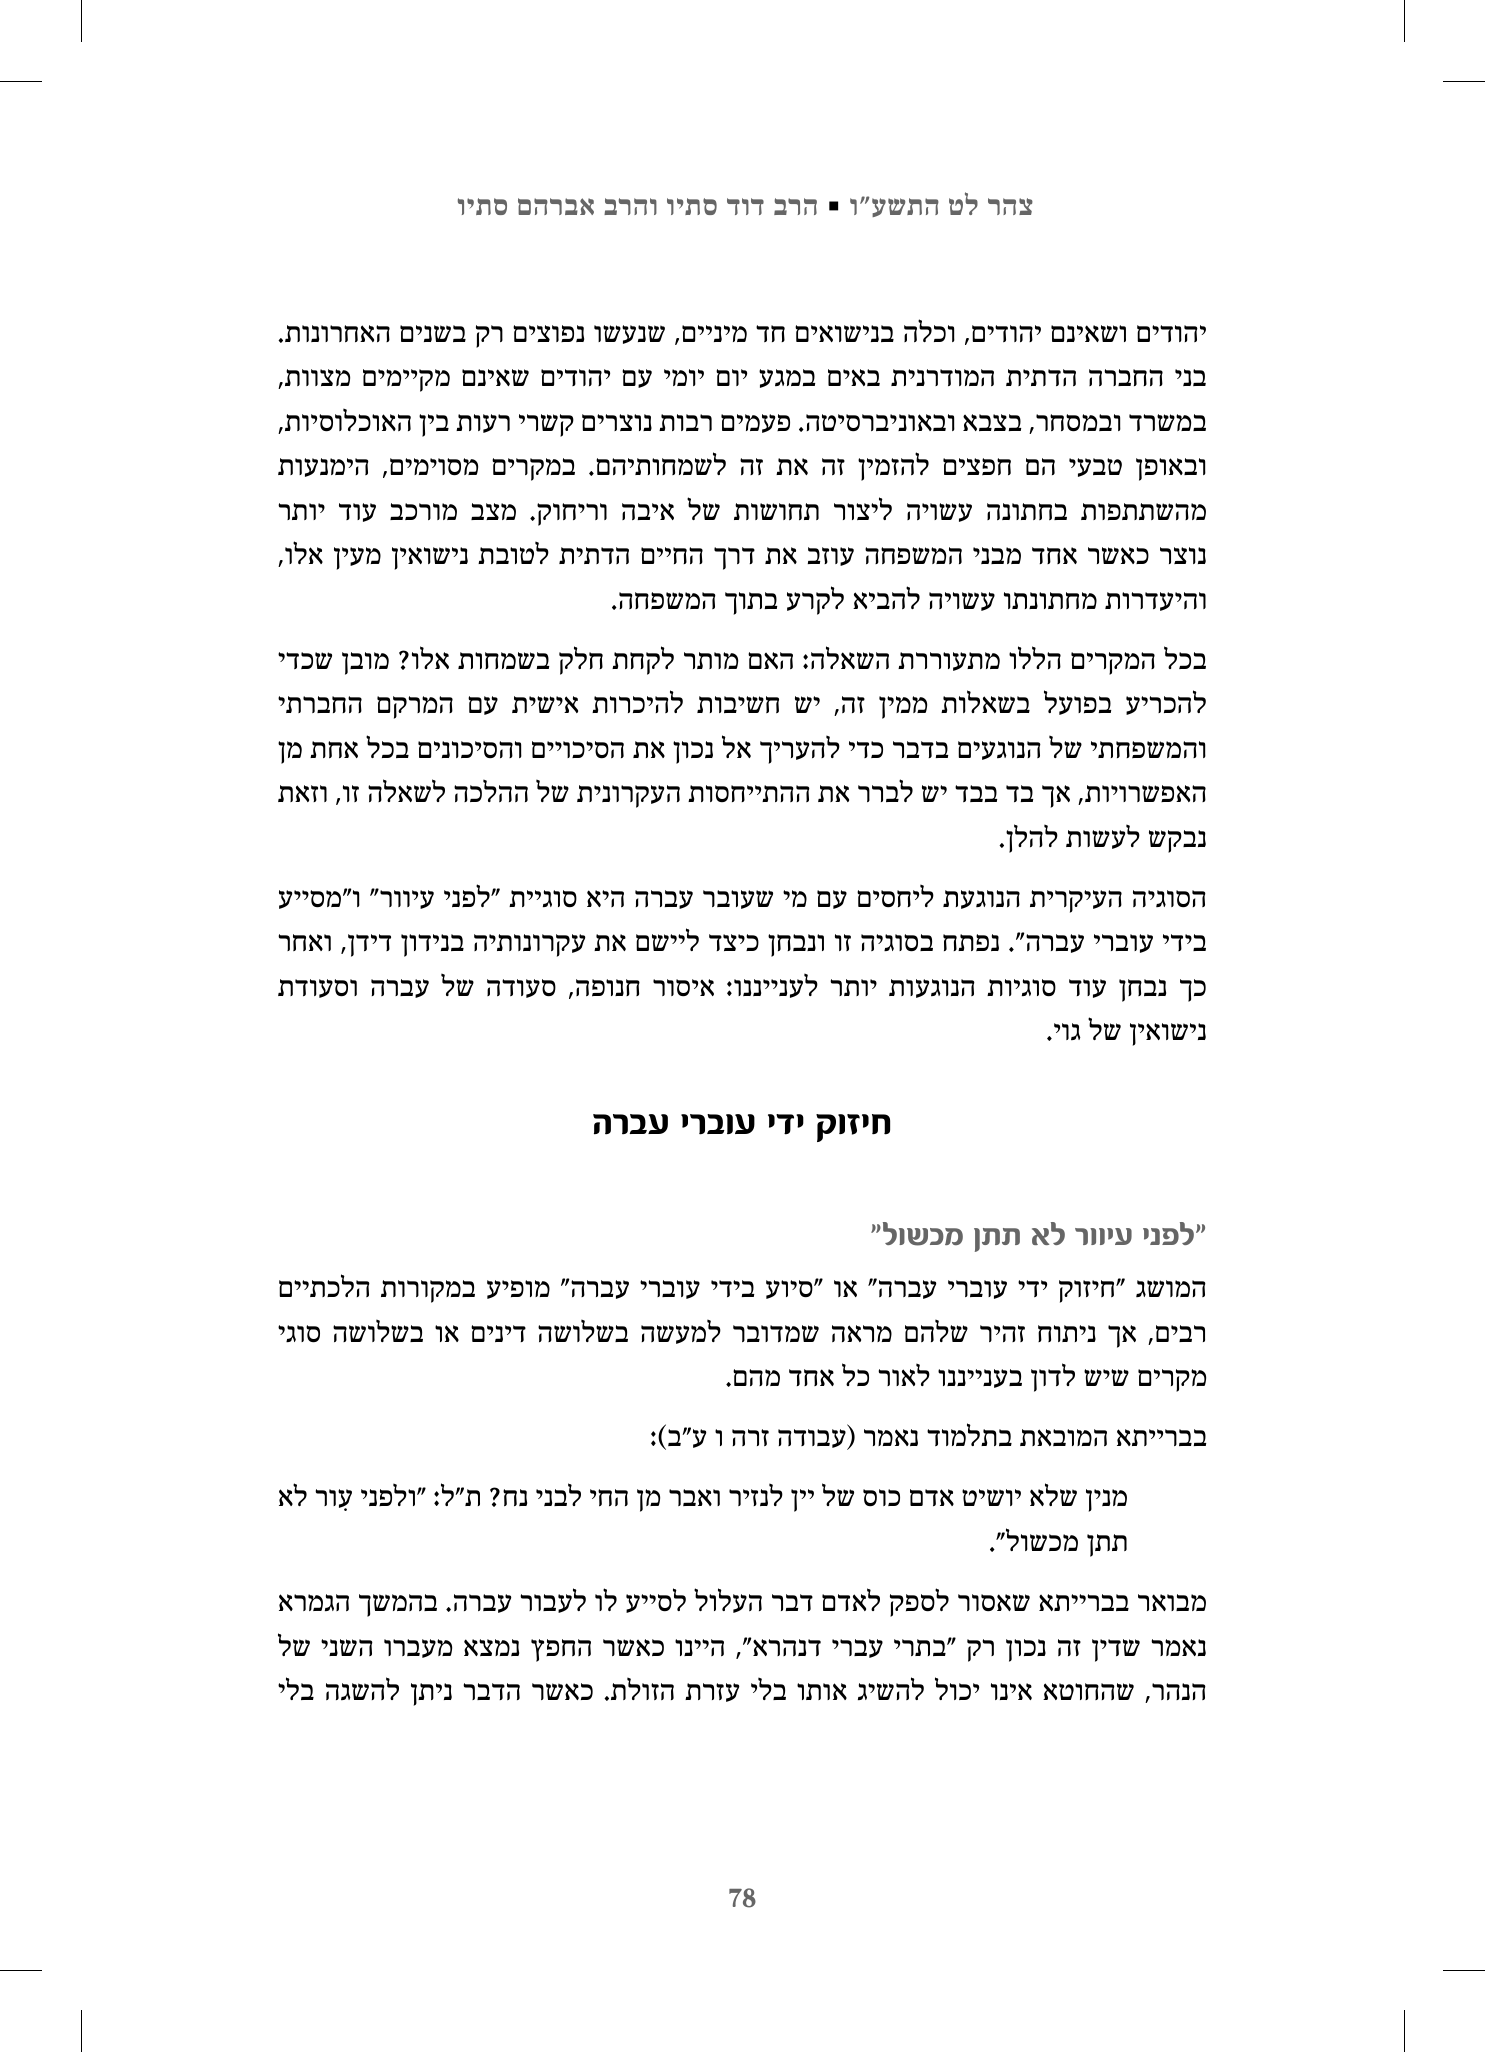 צהר לט התשע"ו ▪ הרב דוד סתיו והרב אברהם סתיו
יהודים ושאינם יהודים, וכלה בנישואים חד מיניים, שנעשו נפוצים רק בשנים האחרונות.
בני החברה הדתית המודרנית באים במגע יום יומי עם יהודים שאינם מקיימים מצוות,
במשרד ובמסחר, בצבא ובאוניברסיטה. פעמים רבות נוצרים קשרי רעות בין האוכלוסיות,
ובאופן טבעי הם חפצים להזמין זה את זה לשמחותיהם. במקרים מסוימים, הימנעות
מהשתתפות בחתונה עשויה ליצור תחושות של איבה וריחוק. מצב מורכב עוד יותר
נוצר כאשר אחד מבני המשפחה עוזב את דרך החיים הדתית לטובת נישואין מעין אלו,
והיעדרות מחתונתו עשויה להביא לקרע בתוך המשפחה.
בכל המקרים הללו מתעוררת השאלה: האם מותר לקחת חלק בשמחות אלו? מובן שכדי
להכריע בפועל בשאלות ממין זה, יש חשיבות להיכרות אישית עם המרקם החברתי
והמשפחתי של הנוגעים בדבר כדי להעריך אל נכון את הסיכויים והסיכונים בכל אחת מן
האפשרויות, אך בד בבד יש לברר את ההתייחסות העקרונית של ההלכה לשאלה זו, וזאת
נבקש לעשות להלן.
הסוגיה העיקרית הנוגעת ליחסים עם מי שעובר עברה היא סוגיית "לפני עיוור" ו"מסייע
בידי עוברי עברה". נפתח בסוגיה זו ונבחן כיצד ליישם את עקרונותיה בנידון דידן, ואחר
כך נבחן עוד סוגיות הנוגעות יותר לענייננו: איסור חנופה, סעודה של עברה וסעודת
נישואין של גוי.
חיזוק ידי עוברי עברה
"לפני עיוור לא תתן מכשול"
המושג "חיזוק ידי עוברי עברה" או "סיוע בידי עוברי עברה" מופיע במקורות הלכתיים
רבים, אך ניתוח זהיר שלהם מראה שמדובר למעשה בשלושה דינים או בשלושה סוגי
מקרים שיש לדון בענייננו לאור כל אחד מהם.
בברייתא המובאת בתלמוד נאמר (עבודה זרה ו ע"ב):
מנין שלא יושיט אדם כוס של יין לנזיר ואבר מן החי לבני נח? ת"ל: "ולפני עִור לא
תתן מכשול".
מבואר בברייתא שאסור לספק לאדם דבר העלול לסייע לו לעבור עברה. בהמשך הגמרא
נאמר שדין זה נכון רק "בתרי עברי דנהרא", היינו כאשר החפץ נמצא מעברו השני של
הנהר, שהחוטא אינו יכול להשיג אותו בלי עזרת הזולת. כאשר הדבר ניתן להשגה בלי
78